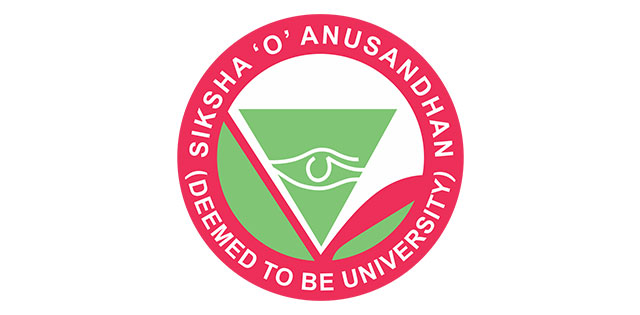 SIKSHA ‘O’ ANUSANDHAN
(DEEMED TO BE UNIVERSITY)